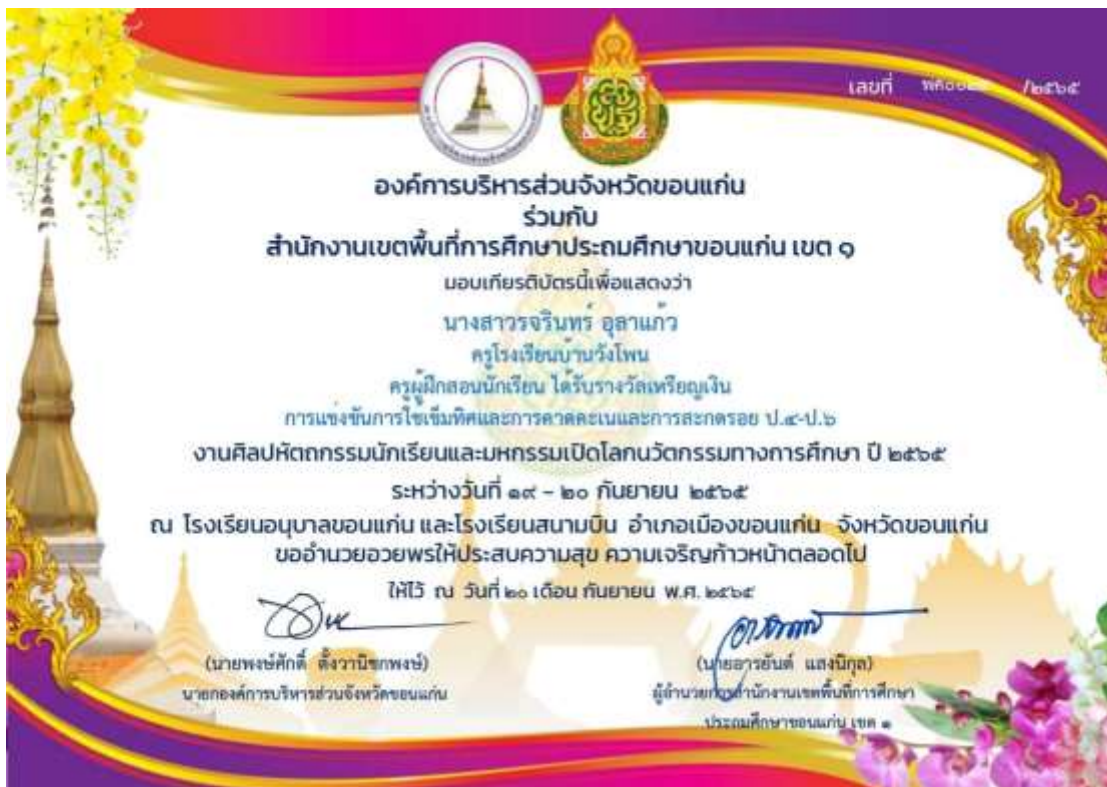 เลขที่ /๒๕๖๕
องค์การบริหารส่วนจังหวัดขอนแก่น
ร่วมกับ
สำนักงานเขตพื้นที่การศึกษาประถมศึกษาขอนแก่น เขต ๑
มอบเกียรติบัตรนี้เพื่อแสดงว่า
นางสาวรจรินทร์ อุลาแก้ว
ครูโรงเรียนบ้านวังโพน
ครูผู้ฝึกสอนนักเรียน ได้รับรางวัลเหรียญเงิน
การแข่งขันการใช้เข็มทิศและการคาดคะเนและการสะกดรอย ป.๔-ป.๖
งานศิลปหัตถกรรมนักเรียนและมหกรรมเปิดโลกนวัตกรรมทางการศึกษา ปี ๒๕๖๕
ระหว่างวันที่ ๑๙ – ๒๐ กันยายน ๒๕๖๕
ณ โรงเรียนอนุบาลขอนแก่น และโรงเรียนสนามบิน อำเภอเมืองขอนแก่น จังหวัดขอนแก่น
ขออำนวยอวยพรให้ประสบความสุข ความเจริญก้าวหน้าตลอดไป
ให้ไว้ ณ วันที่ ๒๐ เดือน กันยายน พ.ศ. ๒๕๖๕
(นายพงษ์ศักดิ์ ตั้งวานิชกพงษ์)
นายกองค์การบริหารส่วนจังหวัดขอนแก่น
(นายอารยันต์ แสงนิกุล)
ผู้อำนวยการสำนักงานเขตพื้นที่การศึกษา
ประถมศึกษาขอนแก่น เขต ๑